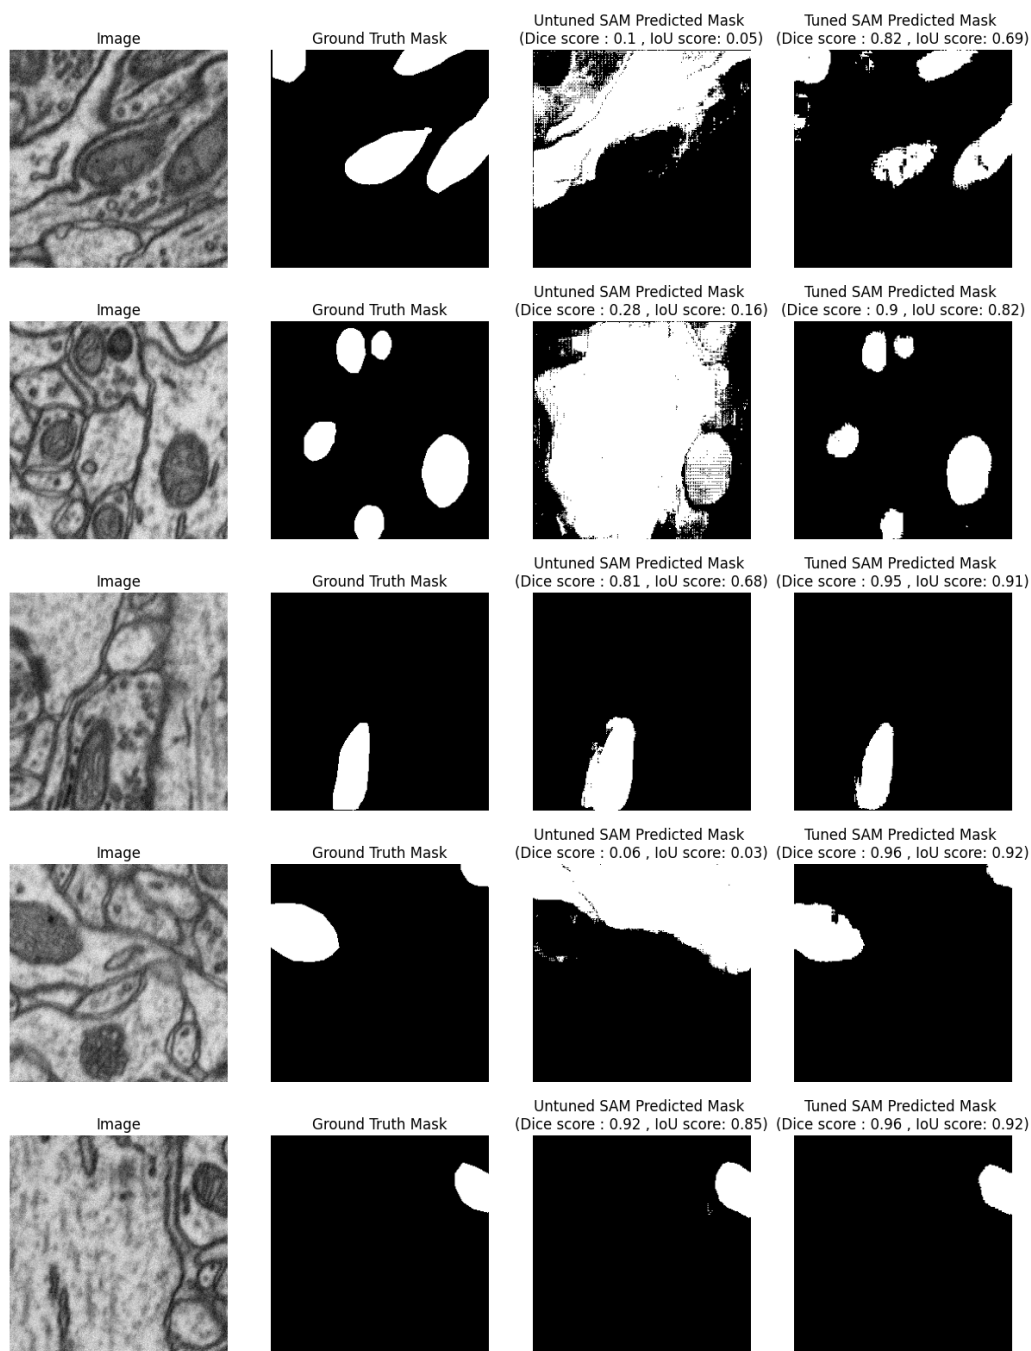 Image
Ground Truth Mask
Untuned SAM Predicted Mask
(Dice score : 0.1 , IoU score: 0.05)
Tuned SAM Predicted Mask
(Dice score : 0.82 , IoU score: 0.69)
Image
Ground Truth Mask
Untuned SAM Predicted Mask
(Dice score : 0.28 , IoU score: 0.16)
Tuned SAM Predicted Mask
(Dice score : 0.9 , IoU score: 0.82)
Image
Ground Truth Mask
Untuned SAM Predicted Mask
(Dice score : 0.81 , IoU score: 0.68)
Tuned SAM Predicted Mask
(Dice score : 0.95 , IoU score: 0.91)
Image
Ground Truth Mask
Untuned SAM Predicted Mask
(Dice score : 0.06 , IoU score: 0.03)
Tuned SAM Predicted Mask
(Dice score : 0.96 , IoU score: 0.92)
Image
Ground Truth Mask
Untuned SAM Predicted Mask
(Dice score : 0.92 , IoU score: 0.85)
Tuned SAM Predicted Mask
(Dice score : 0.96 , IoU score: 0.92)